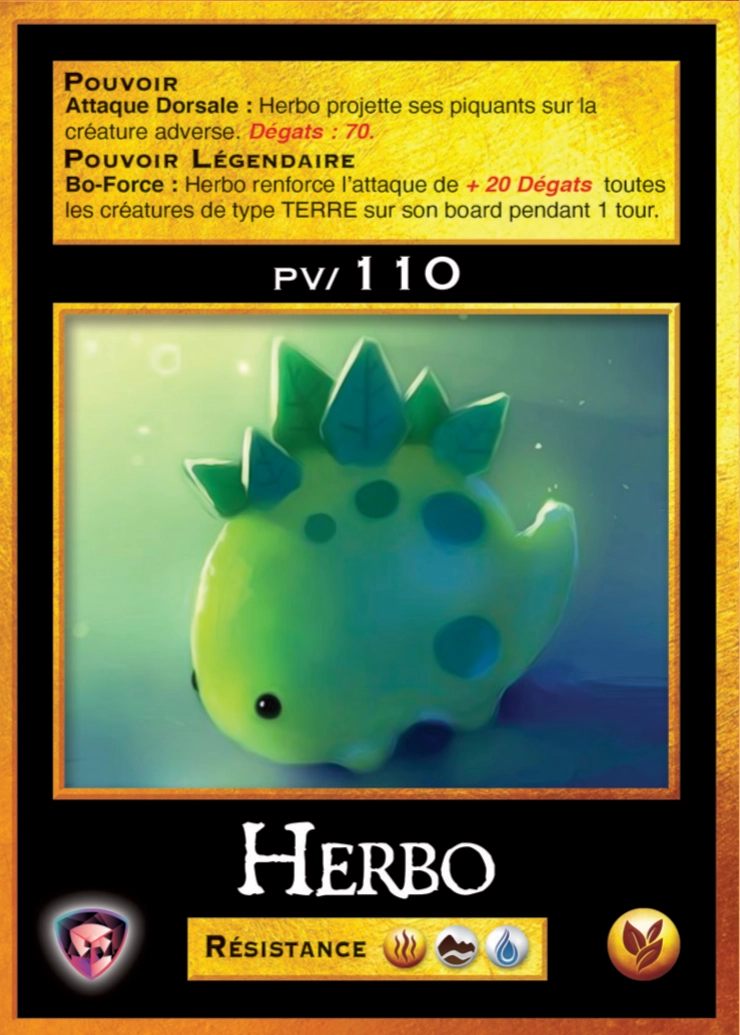 POUVOIR
Attaque Dorsale : Herbo projette ses piquants sur la
créature adverse. Dégats : 70.
POUVOIR LÉGENDAIRE
Bo-Force : Herbo renforce l'attaque de + 20 Dégats toutes
les créatures de type TERRE sur son board pendant 1 tour.
PV/ 110
HERBO
RÉSISTANCE